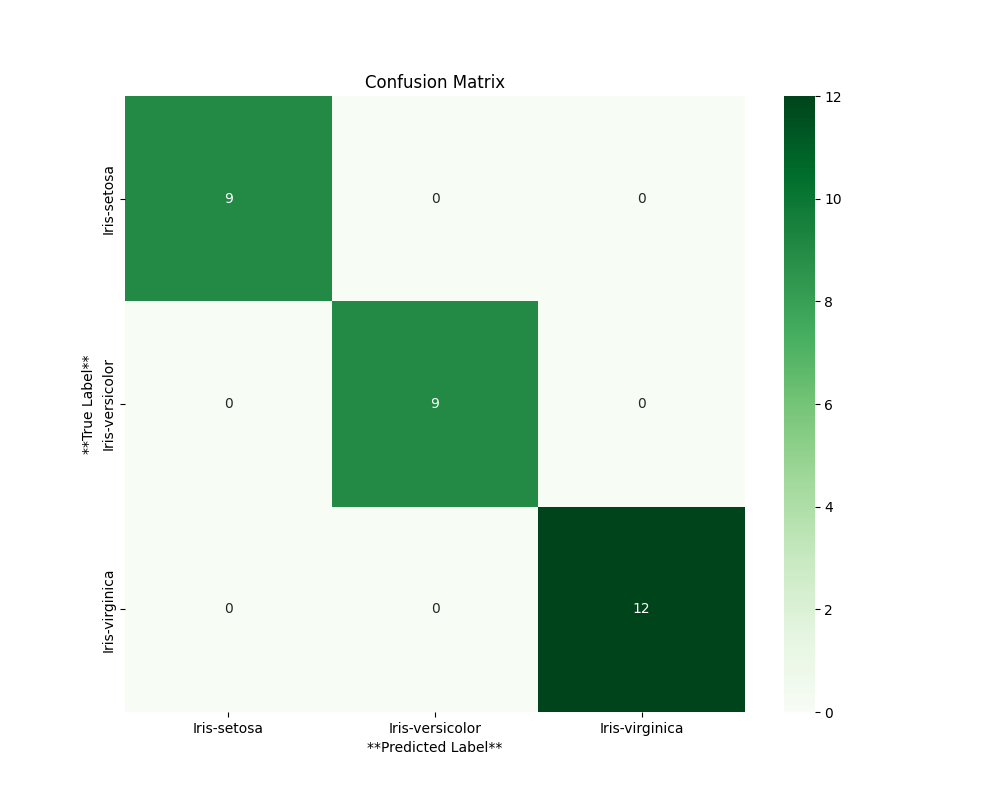 Confusion Matrix
**True Label**
Iris-setosa
9 0 0
Iris-versicolor
0 9 0
Iris-virginica
0 0 12
Iris-setosa Iris-versicolor Iris-virginica
**Predicted Label**
12
10
8
6
4
2
0